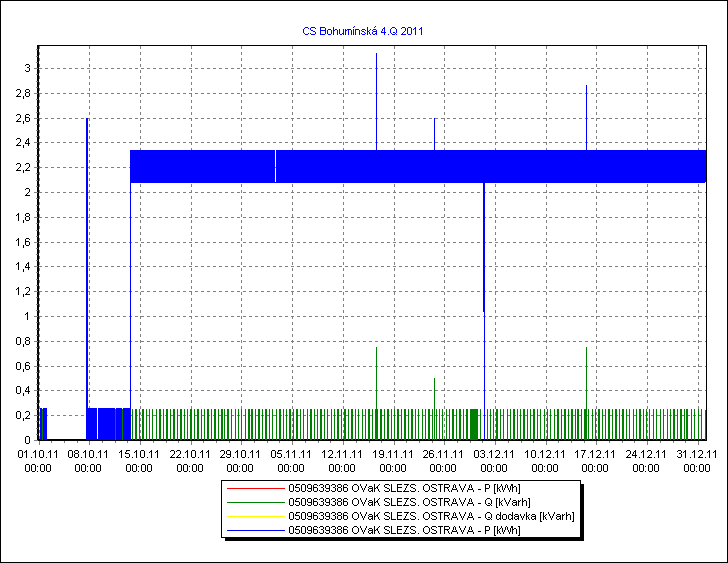 CS Bohumínská 4.Q 2011
3
2,8
2,6
2,4
2,2
2
1,8
1,6
1,4
1,2
1
0,8
0,6
0,4
0,2
0
01.10.11 08.10.11 15.10.11 22.10.11 29.10.11 05.11.11 12.11.11 19.11.11 26.11.11 03.12.11 10.12.11 17.12.11 24.12.11 31.12.11
00:00 00:00 00:00 00:00 00:00 00:00 00:00 00:00 00:00 00:00 00:00 00:00 00:00 00:00
0509639386 OVaK SLEZS. OSTRAVA - P [kWh]
0509639386 OVaK SLEZS. OSTRAVA - Q [kVarh]
0509639386 OVaK SLEZS. OSTRAVA - Q dodavka [kVarh]
0509639386 OVaK SLEZS. OSTRAVA - P [kWh]